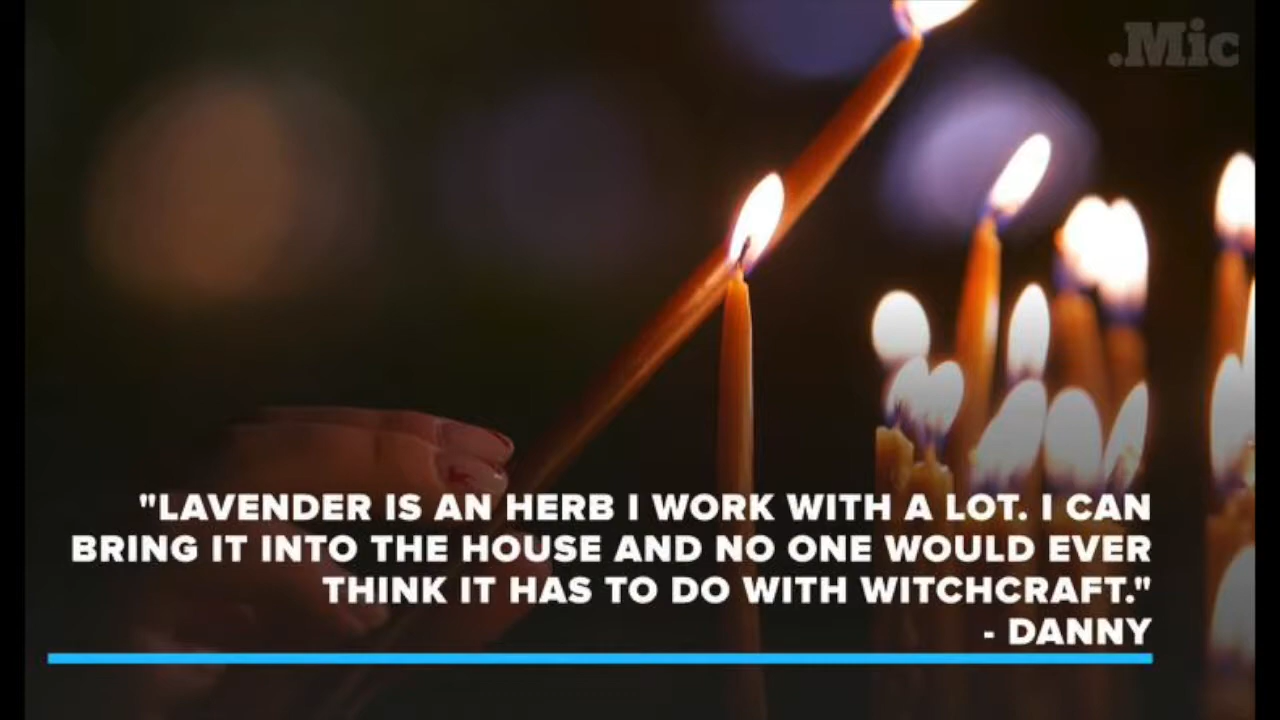 .Mic
"LAVENDER IS AN HERB I WORK WITH A LOT. I CAN
BRING IT INTO THE HOUSE AND NO ONE WOULD EVER
THINK IT HAS TO DO WITH WITCHCRAFT."
- DANNY